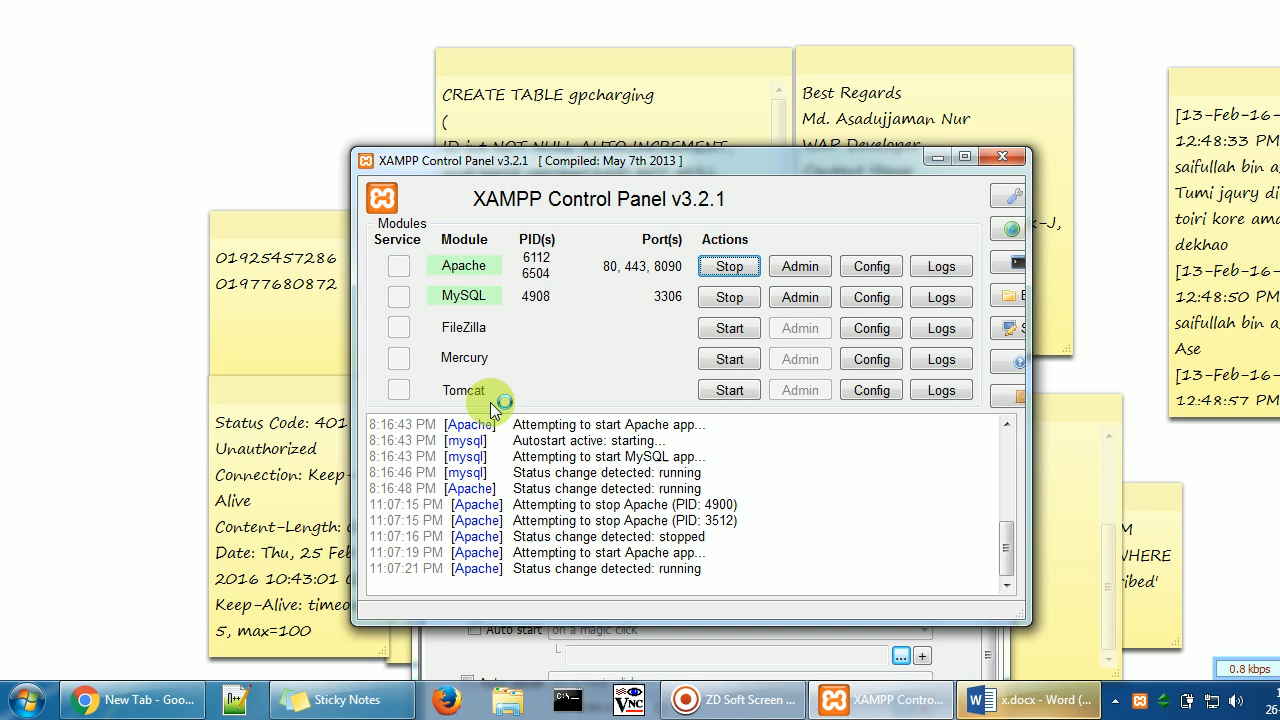 CREATE TABLE gpcharging
(
Best Regards
Md. Asadujjaman Nur
WAP Developer
[13-Feb-16
12:48:33 PM
saifullah bin a
Tumi jqury di
toiri kore ama
dekhao
[13-Feb-16-
12:48:50 PM
saifullah bin a
Ase
[13-Feb-16-
12:48:57 PM
01925457286
01977680872
Status Code: 401
Unauthorized
Connection: Keep-
Alive
Content-Length:
Date: Thu, 25 Feb
2016 10:43:01
Keep-Alive: timeo
5, max=100
XAMPP Control Panel v3.2.1 [ Compiled: May 7th 2013 ]
XAMPP Control Panel v3.2.1
Modules
Service Module PID(s) Port(s) Actions
Apache 6112 6504 80, 443, 8090 Stop Admin Config Logs
MySQL 4908 3306 Stop Admin Config Logs
FileZilla Start Admin Config Logs
Mercury Start Admin Config Logs
Tomcat Start Admin Config Logs
8:16:43 PM [Apache] Attempting to start Apache app...
8:16:43 PM [mysql] Autostart active: starting...
8:16:43 PM [mysql] Attempting to start MySQL app...
8:16:46 PM [mysql] Status change detected: running
8:16:48 PM [Apache] Status change detected: running
11:07:15 PM [Apache] Attempting to stop Apache (PID: 4900)
11:07:15 PM [Apache] Attempting to stop Apache (PID: 3512)
11:07:16 PM [Apache] Status change detected: stopped
11:07:19 PM [Apache] Attempting to start Apache app...
11:07:21 PM [Apache] Status change detected: running
WHERE
ribed'
Auto start on a magic click
... +
0.8 kbps
New Tab - Goo... Sticky Notes VNC ZD Soft Screen ... XAMPP Contro... x.docx - Word (...